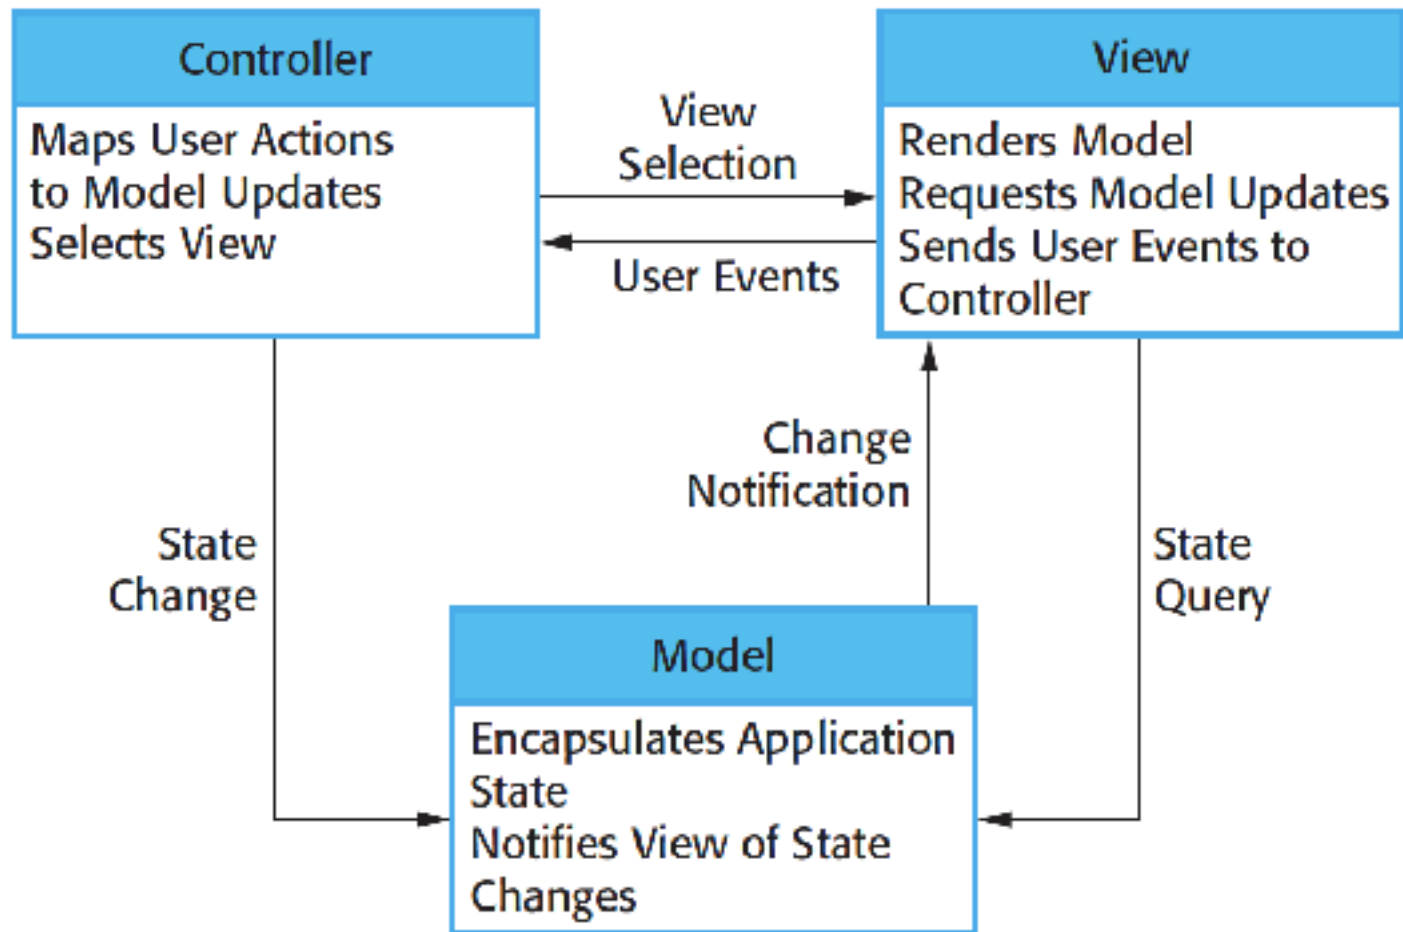 Controller
Maps User Actions
to Model Updates
Selects View
View
Selection
User Events
View
Renders Model
Requests Model Updates
Sends User Events to
Controller
State
Change
Change
Notification
State
Query
Model
Encapsulates Application
State
Notifies View of State
Changes